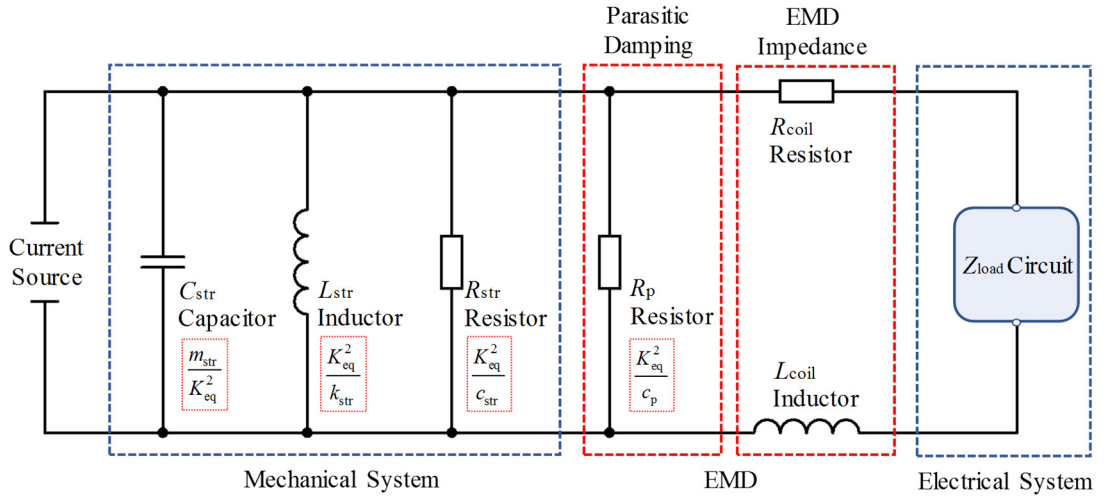 Parasitic
Damping
EMD
Impedance
Rcoil
Resistor
Current
Source
Cstr
Capacitor
mstr
K²eq
Lstr
Inductor
K²eq
kstr
Rstr
Resistor
K²eq
cstr
Rp
Resistor
K²eq
cp
Zload Circuit
Lcoil
Inductor
Mechanical System
EMD
Electrical System